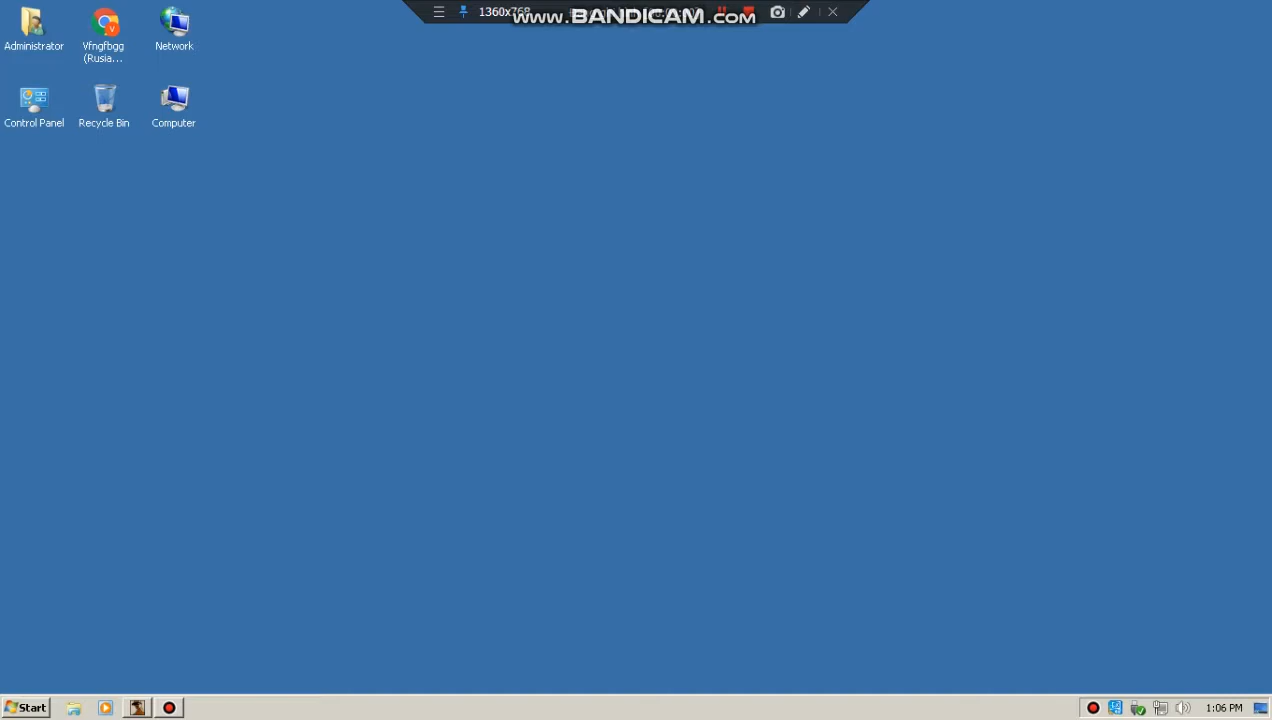 1360x768
www.BANDICAM.com
Administrator
Vfngfbgg
(Rusia...
Network
Control Panel
Recycle Bin
Computer
Start
1:06 PM